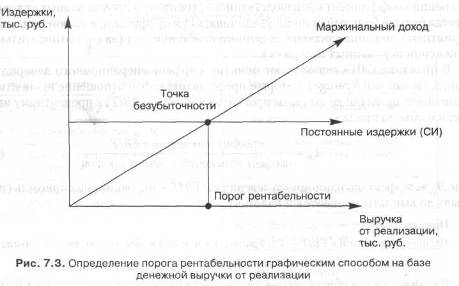 Издержки,
тыс. руб.
Маржинальный доход
Точка
безубыточности
Постоянные издержки (СИ)
Порог рентабельности
Выручка
от реализации,
тыс. руб.
Рис. 7.3. Определение порога рентабельности графическим способом на базе
денежной выручки от реализации